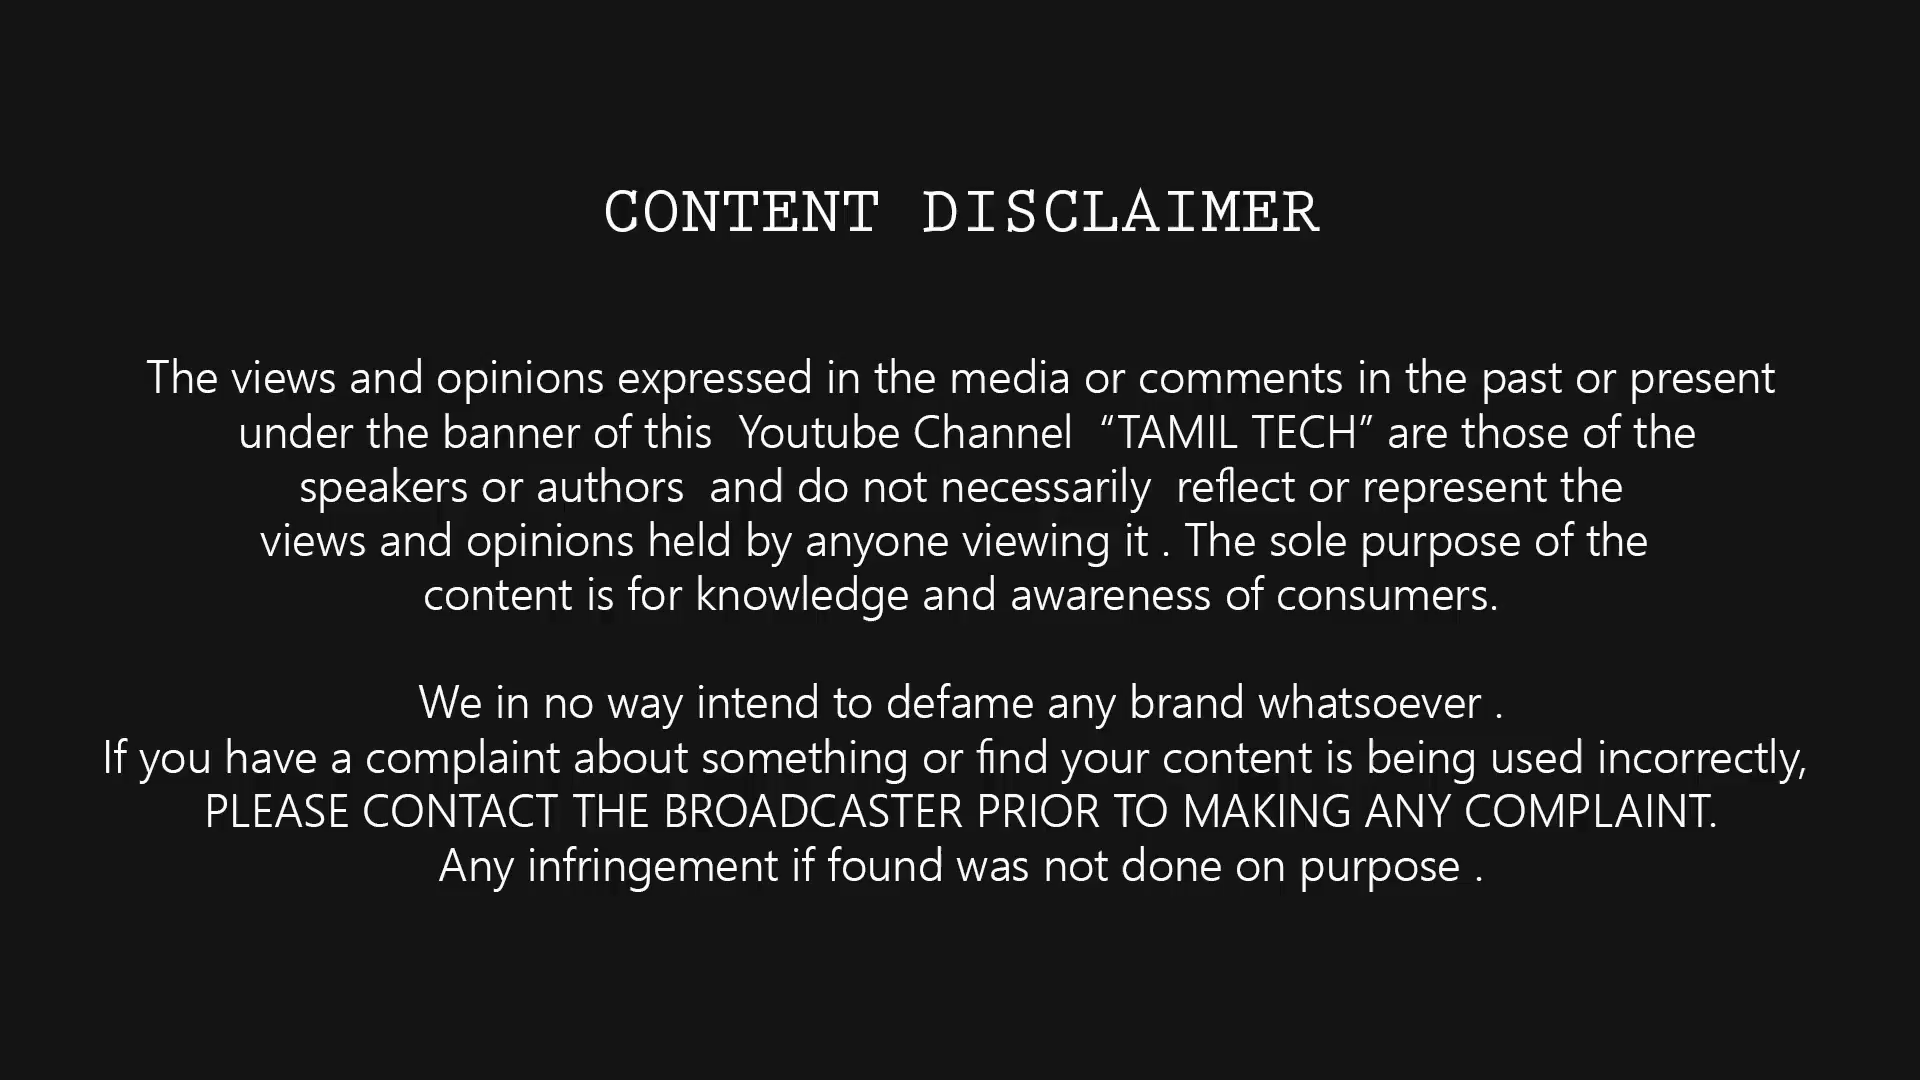 CONTENT DISCLAIMER
The views and opinions expressed in the media or comments in the past or present
under the banner of this  Youtube Channel  “TAMIL TECH” are those of the
speakers or authors  and do not necessarily  reflect or represent the
views and opinions held by anyone viewing it . The sole purpose of the
content is for knowledge and awareness of consumers.
We in no way intend to defame any brand whatsoever .
If you have a complaint about something or find your content is being used incorrectly,
PLEASE CONTACT THE BROADCASTER PRIOR TO MAKING ANY COMPLAINT.
Any infringement if found was not done on purpose .